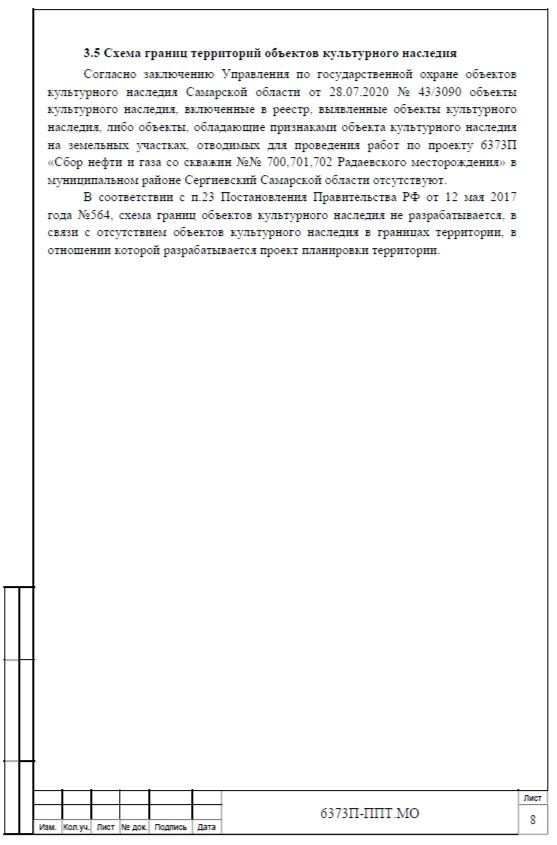 3.5 Схема границ территорий объектов культурного наследия
Согласно заключению Управления по государственной охране объектов
культурного наследия Самарской области от 28.07.2020 № 43/3090 объекты
культурного наследия, включенные в реестр, выявленные объекты культурного
наследия, либо объекты, обладающие признаками объекта культурного наследия
на земельных участках, отводимых для проведения работ по проекту 6373П
«Сбор нефти и газа со скважин №№ 700,701,702 Радаевского месторождения» в
муниципальном районе Сергиевский Самарской области отсутствуют.
В соответствии с п.23 Постановления Правительства РФ от 12 мая 2017
года №564, схема границ объектов культурного наследия не разрабатывается, в
связи с отсутствием объектов культурного наследия в границах территории, в
отношении которой разрабатывается проект планировки территории.
6373П-ППТ.МО
Лист
8
Изм. Кол.уч. Лист № док. Подпись Дата